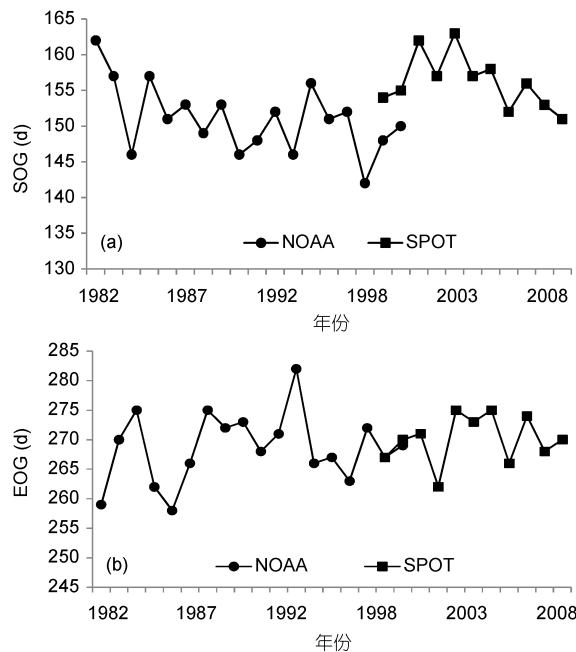 165
160
155
150
145
140
135
130
SOG (d)
(a)
NOAA
SPOT
1982 1987 1992 1998 2003 2008
年份
285
280
275
270
265
260
255
250
245
EOG (d)
(b)
NOAA
SPOT
1982 1987 1992 1998 2003 2008
年份